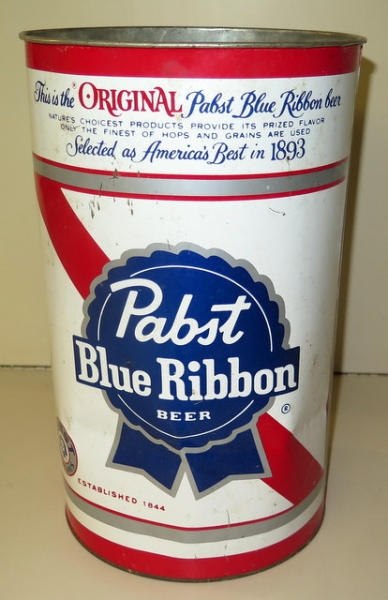 This is the ORIGINAL Pabst Blue Ribbon beer
NATURE'S CHOICEST PRODUCTS PROVIDE ITS PRIZED FLAVOR
ONLY THE FINEST OF HOPS AND GRAINS ARE USED
Selected as America's Best in 1893
Pabst
Blue Ribbon
BEER
®
ESTABLISHED 1844